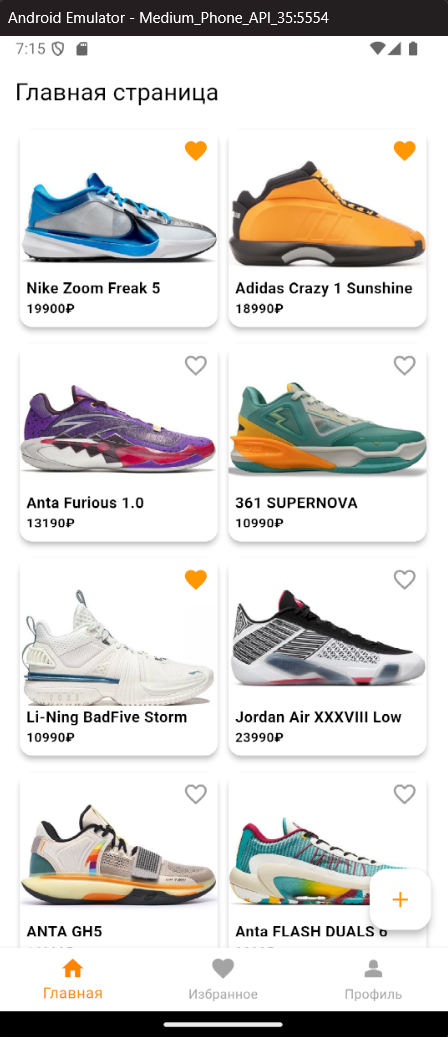 Android Emulator - Medium_Phone_API_35:5554
7:15
Главная страница
Nike Zoom Freak 5
19900₽
Adidas Crazy 1 Sunshine
18990₽
Anta Furious 1.0
13190₽
361 SUPERNOVA
10990₽
Li-Ning BadFive Storm
10990₽
Jordan Air XXXVIII Low
23990₽
ANTA GH5
Anta FLASH DUALS 6
+
Главная
Избранное
Профиль